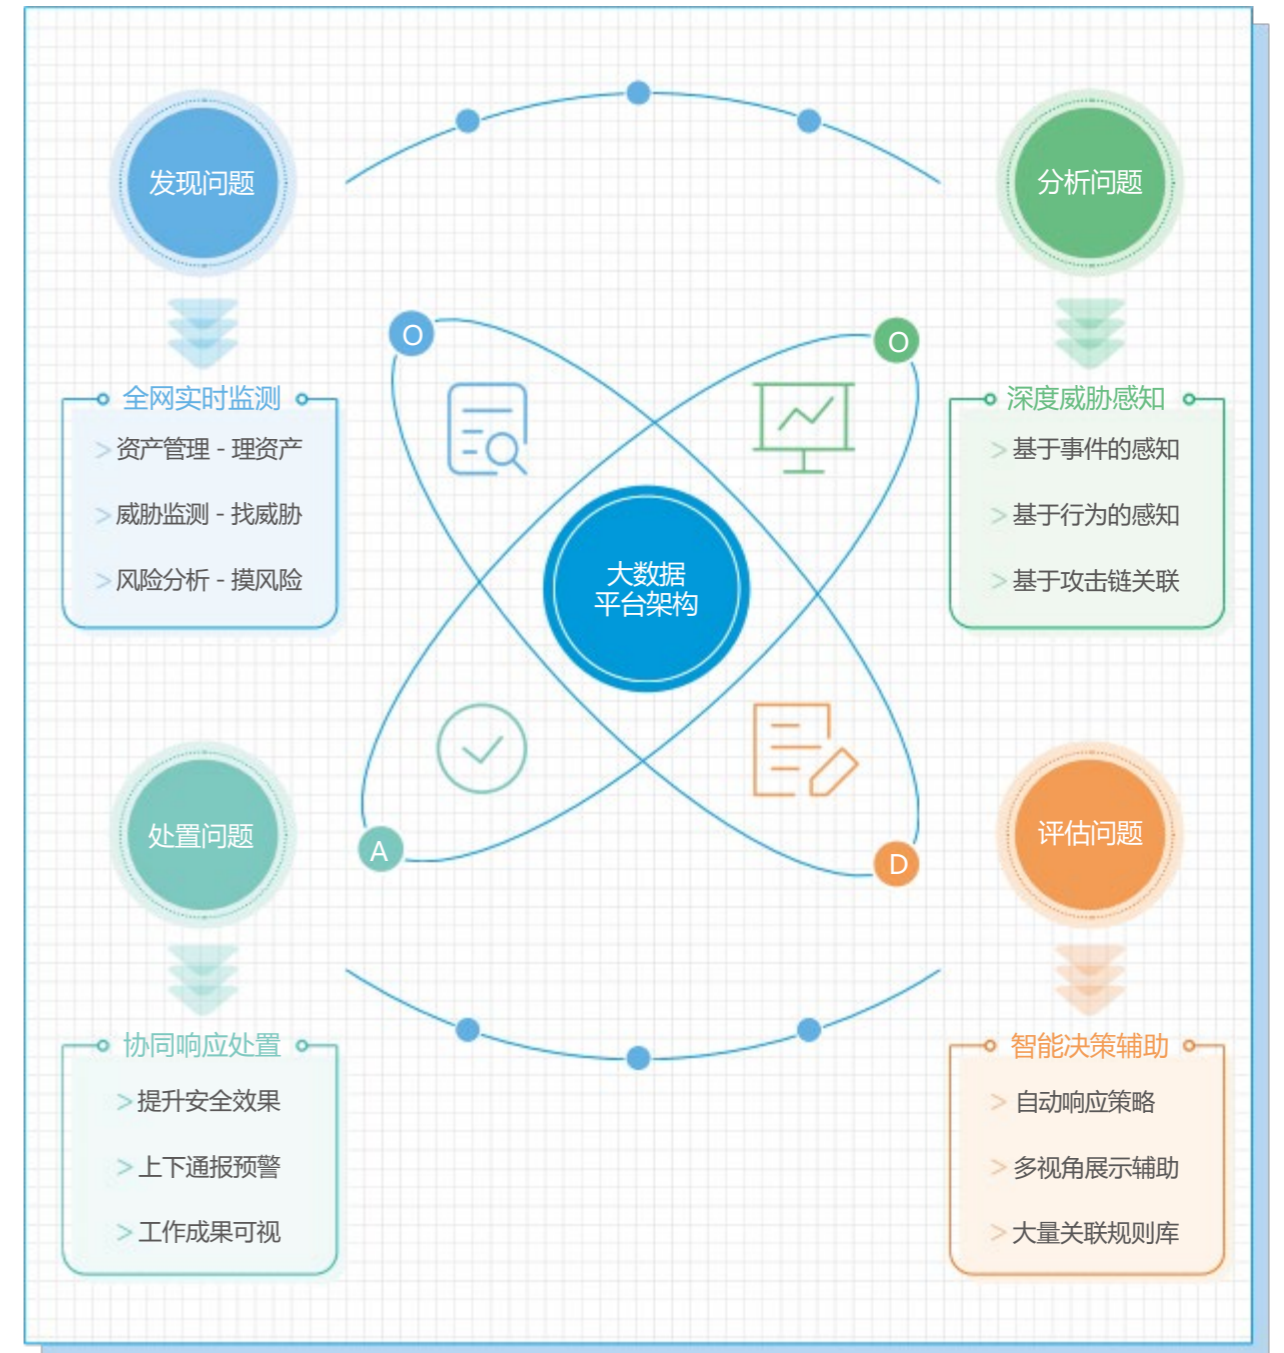 发现问题
分析问题
O
O
全网实时监测
> 资产管理 - 理资产
> 威胁监测 - 找威胁
> 风险分析 - 摸风险
深度威胁感知
> 基于事件的感知
> 基于行为的感知
> 基于攻击链关联
大数据
平台架构
处置问题
评估问题
A
D
协同响应处置
> 提升安全效果
> 上下通报预警
> 工作成果可视
智能决策辅助
> 自动响应策略
> 多视角展示辅助
> 大量关联规则库